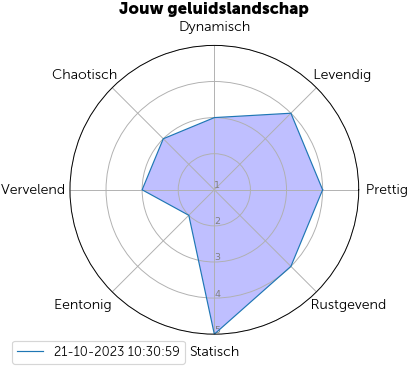 Jouw geluidslandschap
Dynamisch
Chaotisch
Levendig
Vervelend
1
Prettig
2
3
4
Eentonig
Rustgevend
5
21-10-2023 10:30:59
Statisch